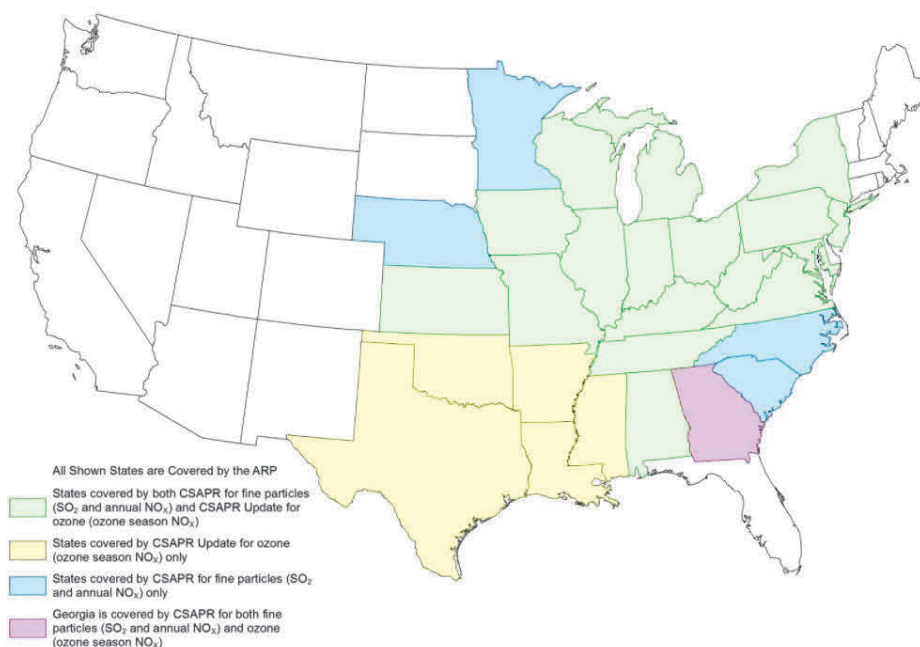 All Shown States are Covered by the ARP
States covered by both CSAPR for fine particles
(SO₂ and annual NOₓ) and CSAPR Update for
ozone (ozone season NOₓ)
States covered by CSAPR Update for ozone
(ozone season NOₓ) only
States covered by CSAPR for fine particles (SO₂
and annual NOₓ) only
Georgia is covered by CSAPR for both fine
particles (SO₂ and annual NOₓ) and ozone
(ozone season NOₓ)